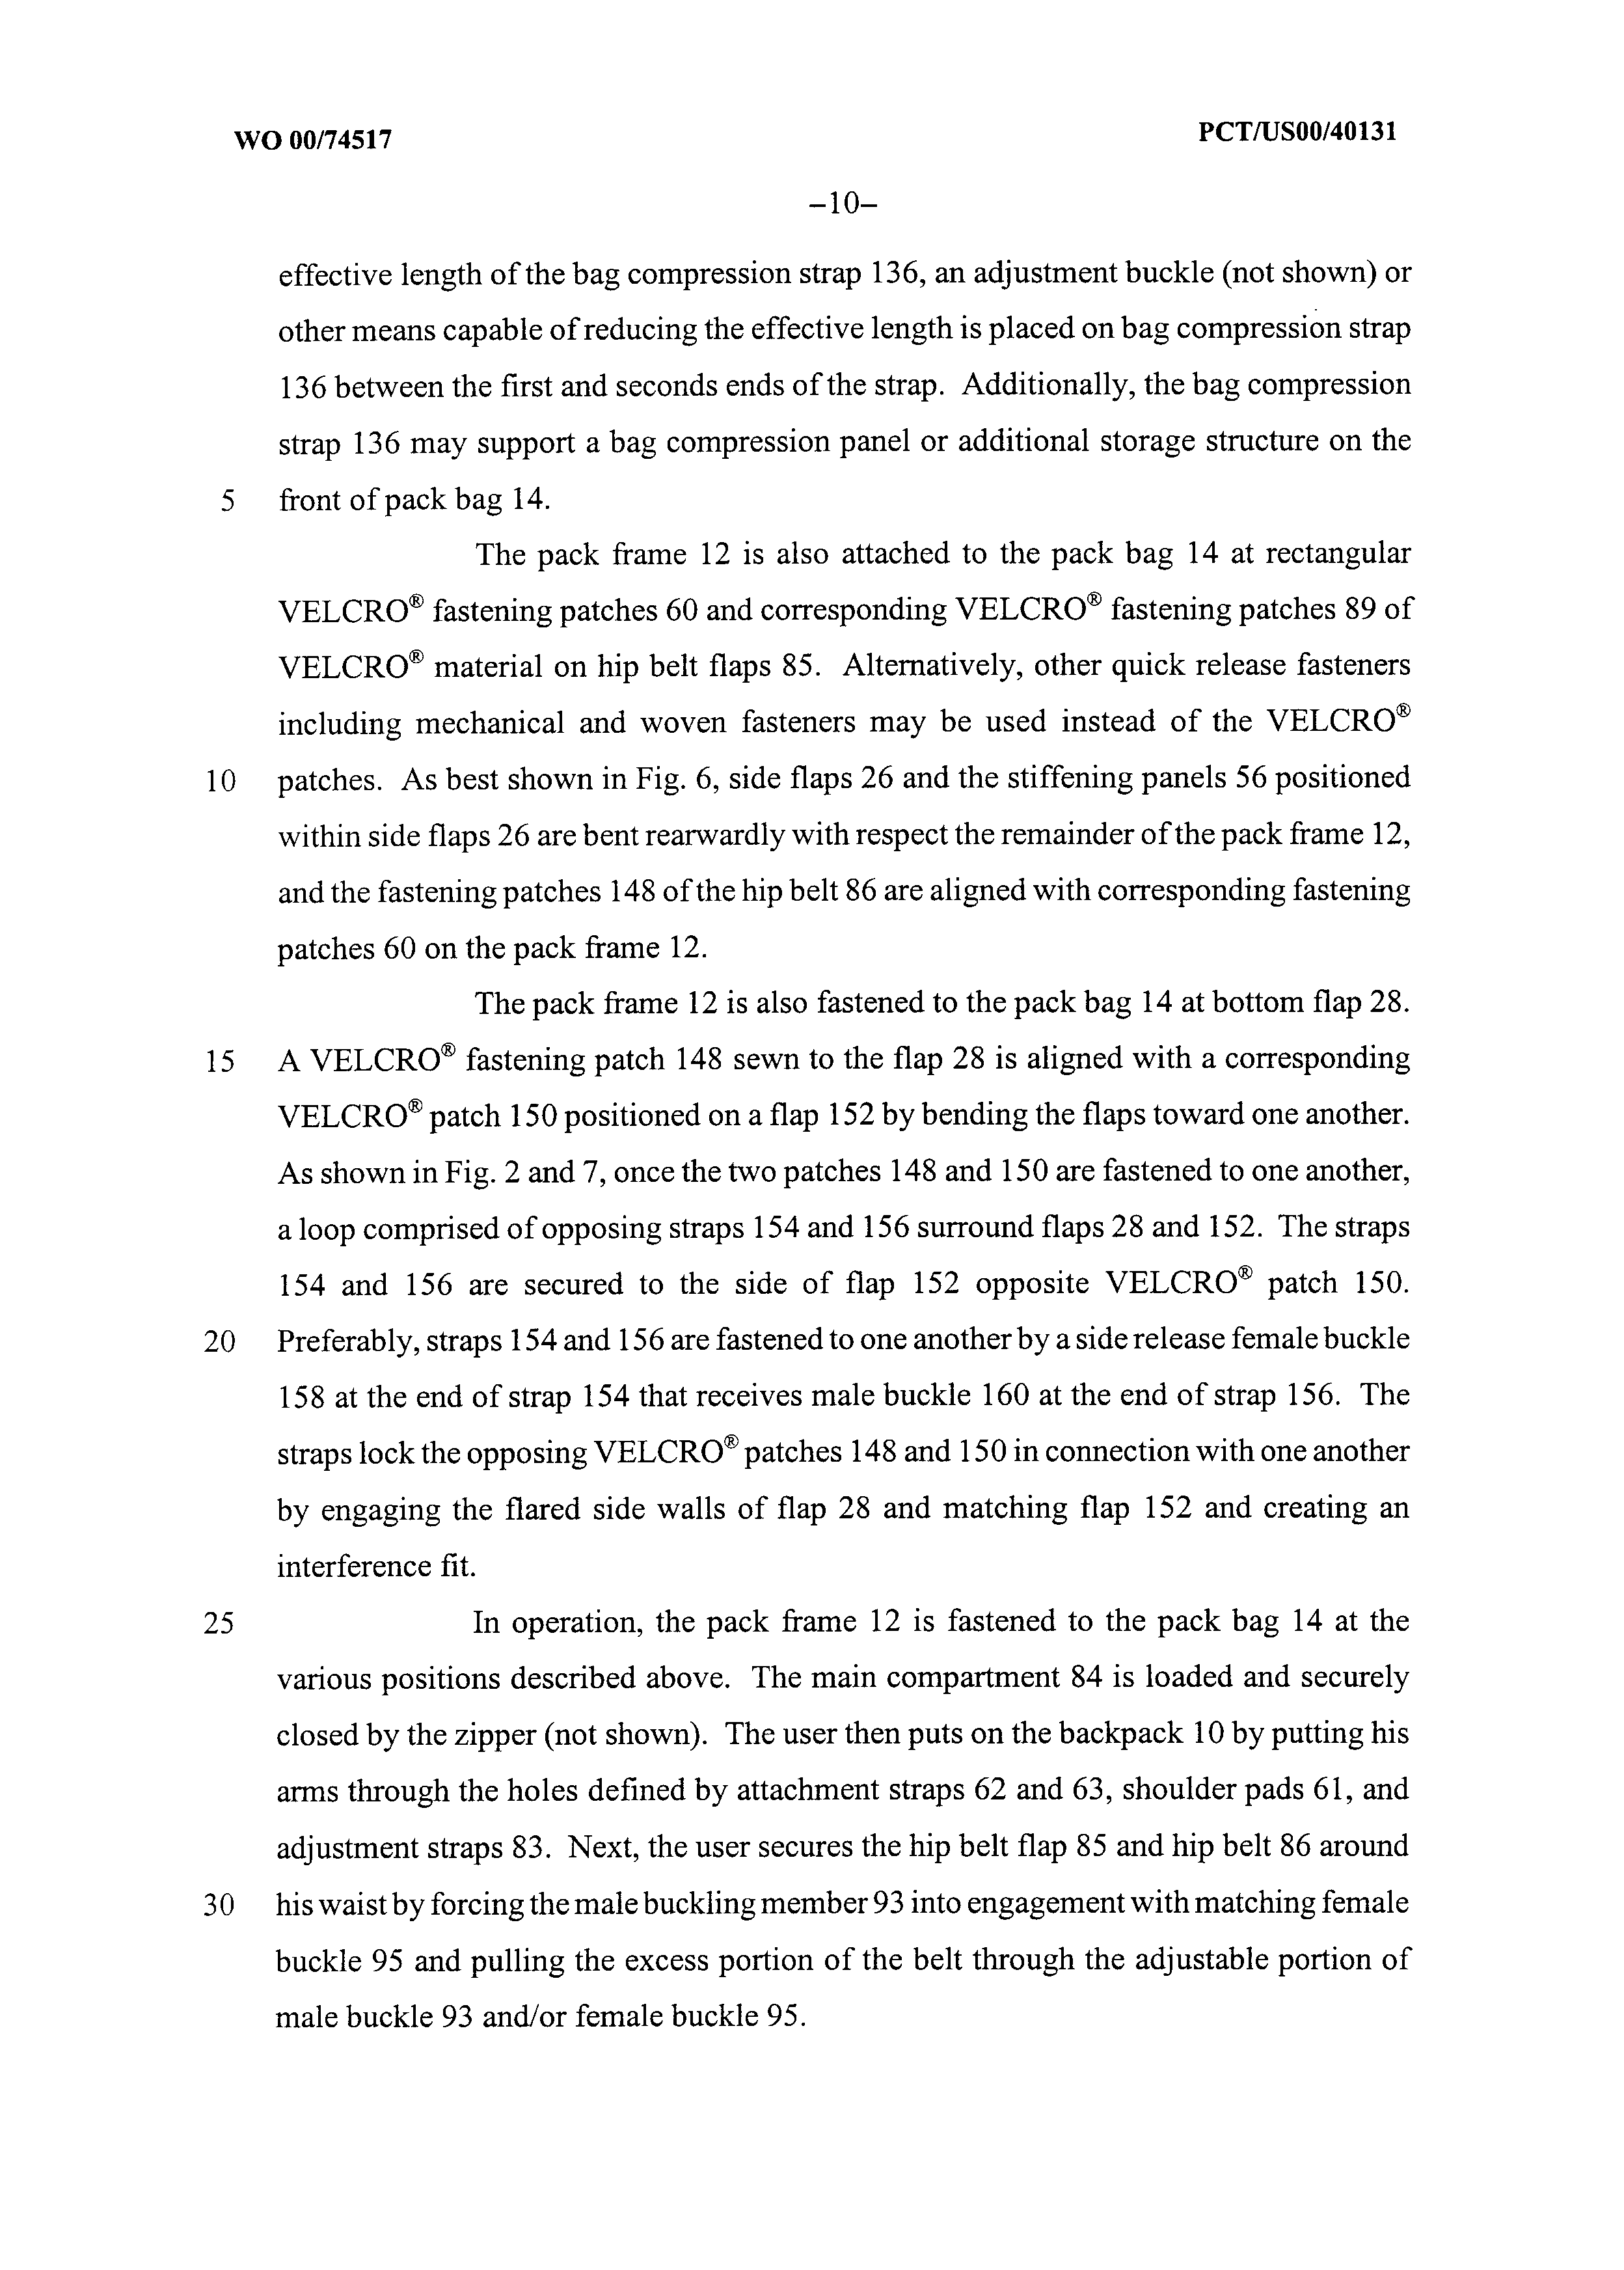 WO 00/74517
PCT/US00/40131
–10–
effective length of the bag compression strap 136, an adjustment buckle (not shown) or
other means capable of reducing the effective length is placed on bag compression strap
136 between the first and seconds ends of the strap. Additionally, the bag compression
strap 136 may support a bag compression panel or additional storage structure on the
5 front of pack bag 14.
The pack frame 12 is also attached to the pack bag 14 at rectangular
VELCRO® fastening patches 60 and corresponding VELCRO® fastening patches 89 of
VELCRO® material on hip belt flaps 85. Alternatively, other quick release fasteners
including mechanical and woven fasteners may be used instead of the VELCRO®
10 patches. As best shown in Fig. 6, side flaps 26 and the stiffening panels 56 positioned
within side flaps 26 are bent rearwardly with respect the remainder of the pack frame 12,
and the fastening patches 148 of the hip belt 86 are aligned with corresponding fastening
patches 60 on the pack frame 12.
The pack frame 12 is also fastened to the pack bag 14 at bottom flap 28.
15 A VELCRO® fastening patch 148 sewn to the flap 28 is aligned with a corresponding
VELCRO® patch 150 positioned on a flap 152 by bending the flaps toward one another.
As shown in Fig. 2 and 7, once the two patches 148 and 150 are fastened to one another,
a loop comprised of opposing straps 154 and 156 surround flaps 28 and 152. The straps
154 and 156 are secured to the side of flap 152 opposite VELCRO® patch 150.
20 Preferably, straps 154 and 156 are fastened to one another by a side release female buckle
158 at the end of strap 154 that receives male buckle 160 at the end of strap 156. The
straps lock the opposing VELCRO® patches 148 and 150 in connection with one another
by engaging the flared side walls of flap 28 and matching flap 152 and creating an
interference fit.
25 In operation, the pack frame 12 is fastened to the pack bag 14 at the
various positions described above. The main compartment 84 is loaded and securely
closed by the zipper (not shown). The user then puts on the backpack 10 by putting his
arms through the holes defined by attachment straps 62 and 63, shoulder pads 61, and
adjustment straps 83. Next, the user secures the hip belt flap 85 and hip belt 86 around
30 his waist by forcing the male buckling member 93 into engagement with matching female
buckle 95 and pulling the excess portion of the belt through the adjustable portion of
male buckle 93 and/or female buckle 95.